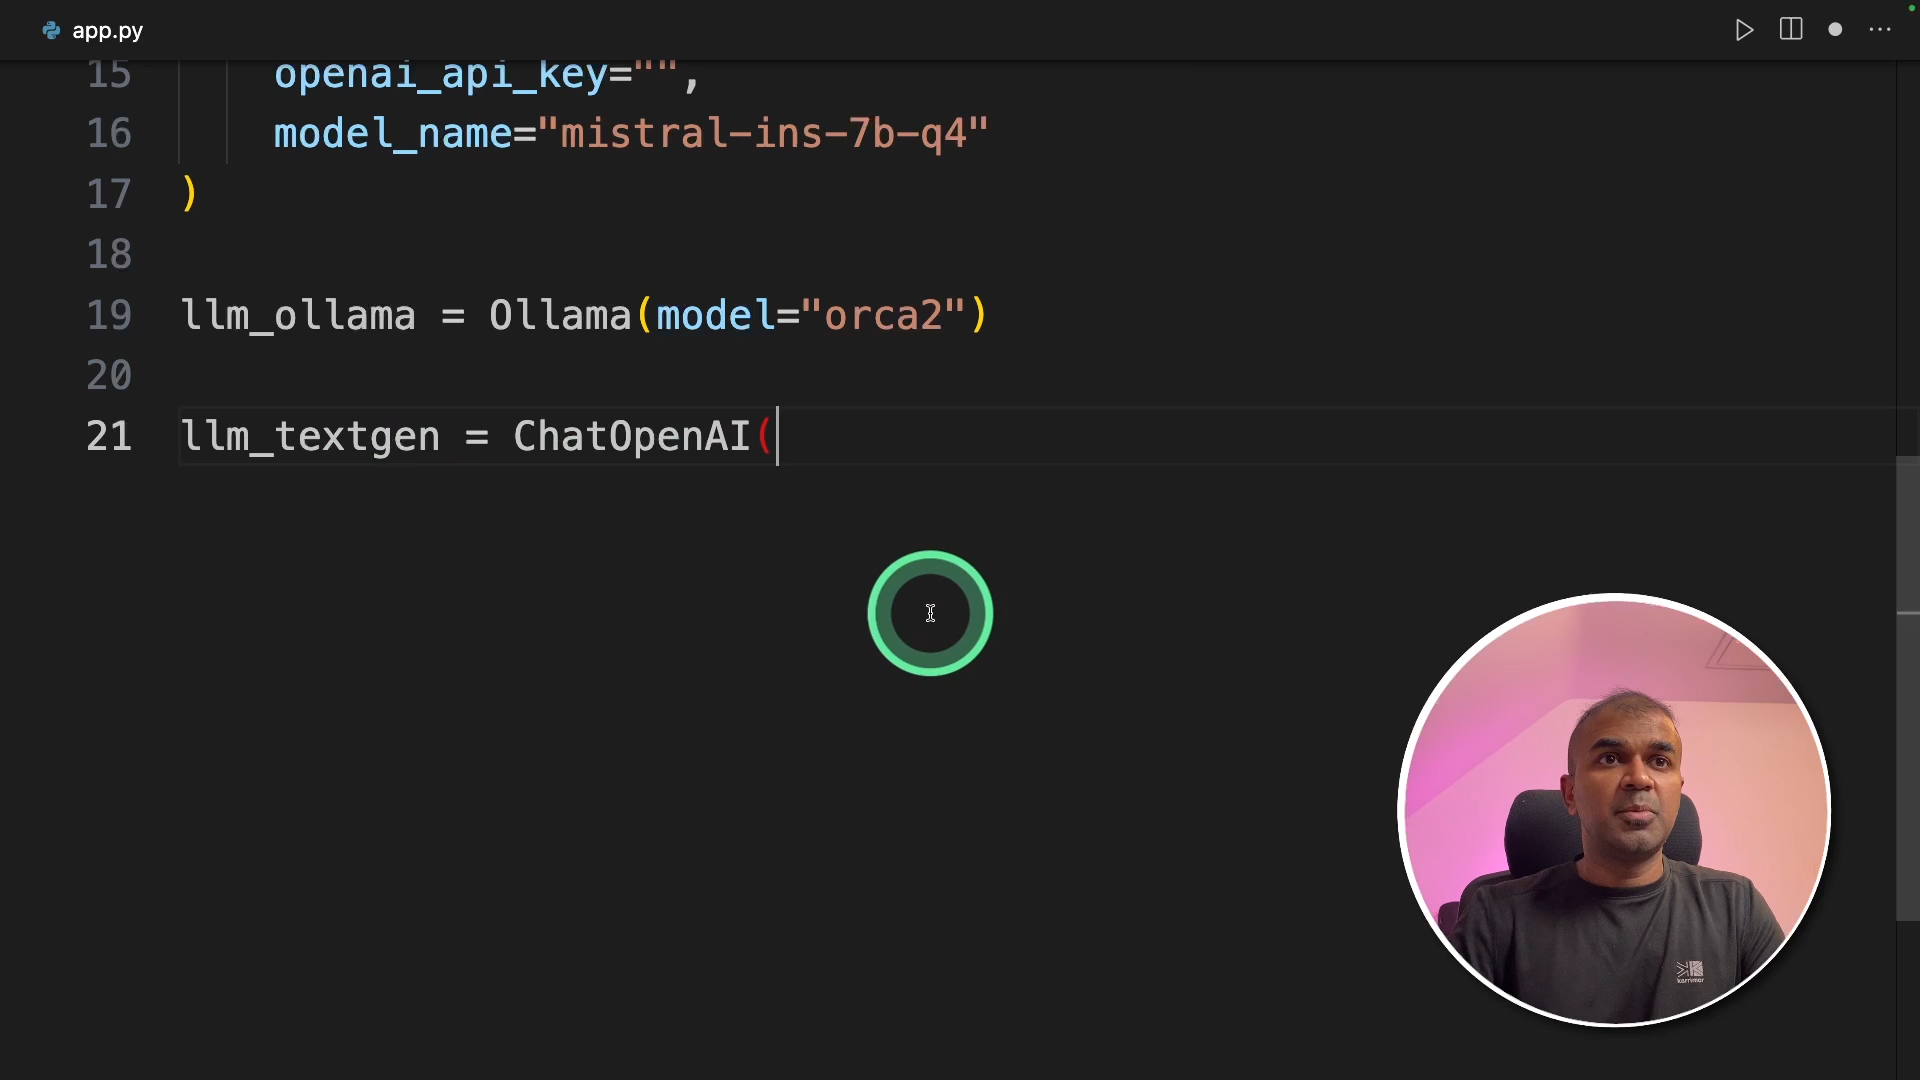 app.py
15 openai_api_key="",
16 model_name="mistral-ins-7b-q4"
17 )
18
19 llm_ollama = Ollama(model="orca2")
20
21 llm_textgen = ChatOpenAI(
karrimor